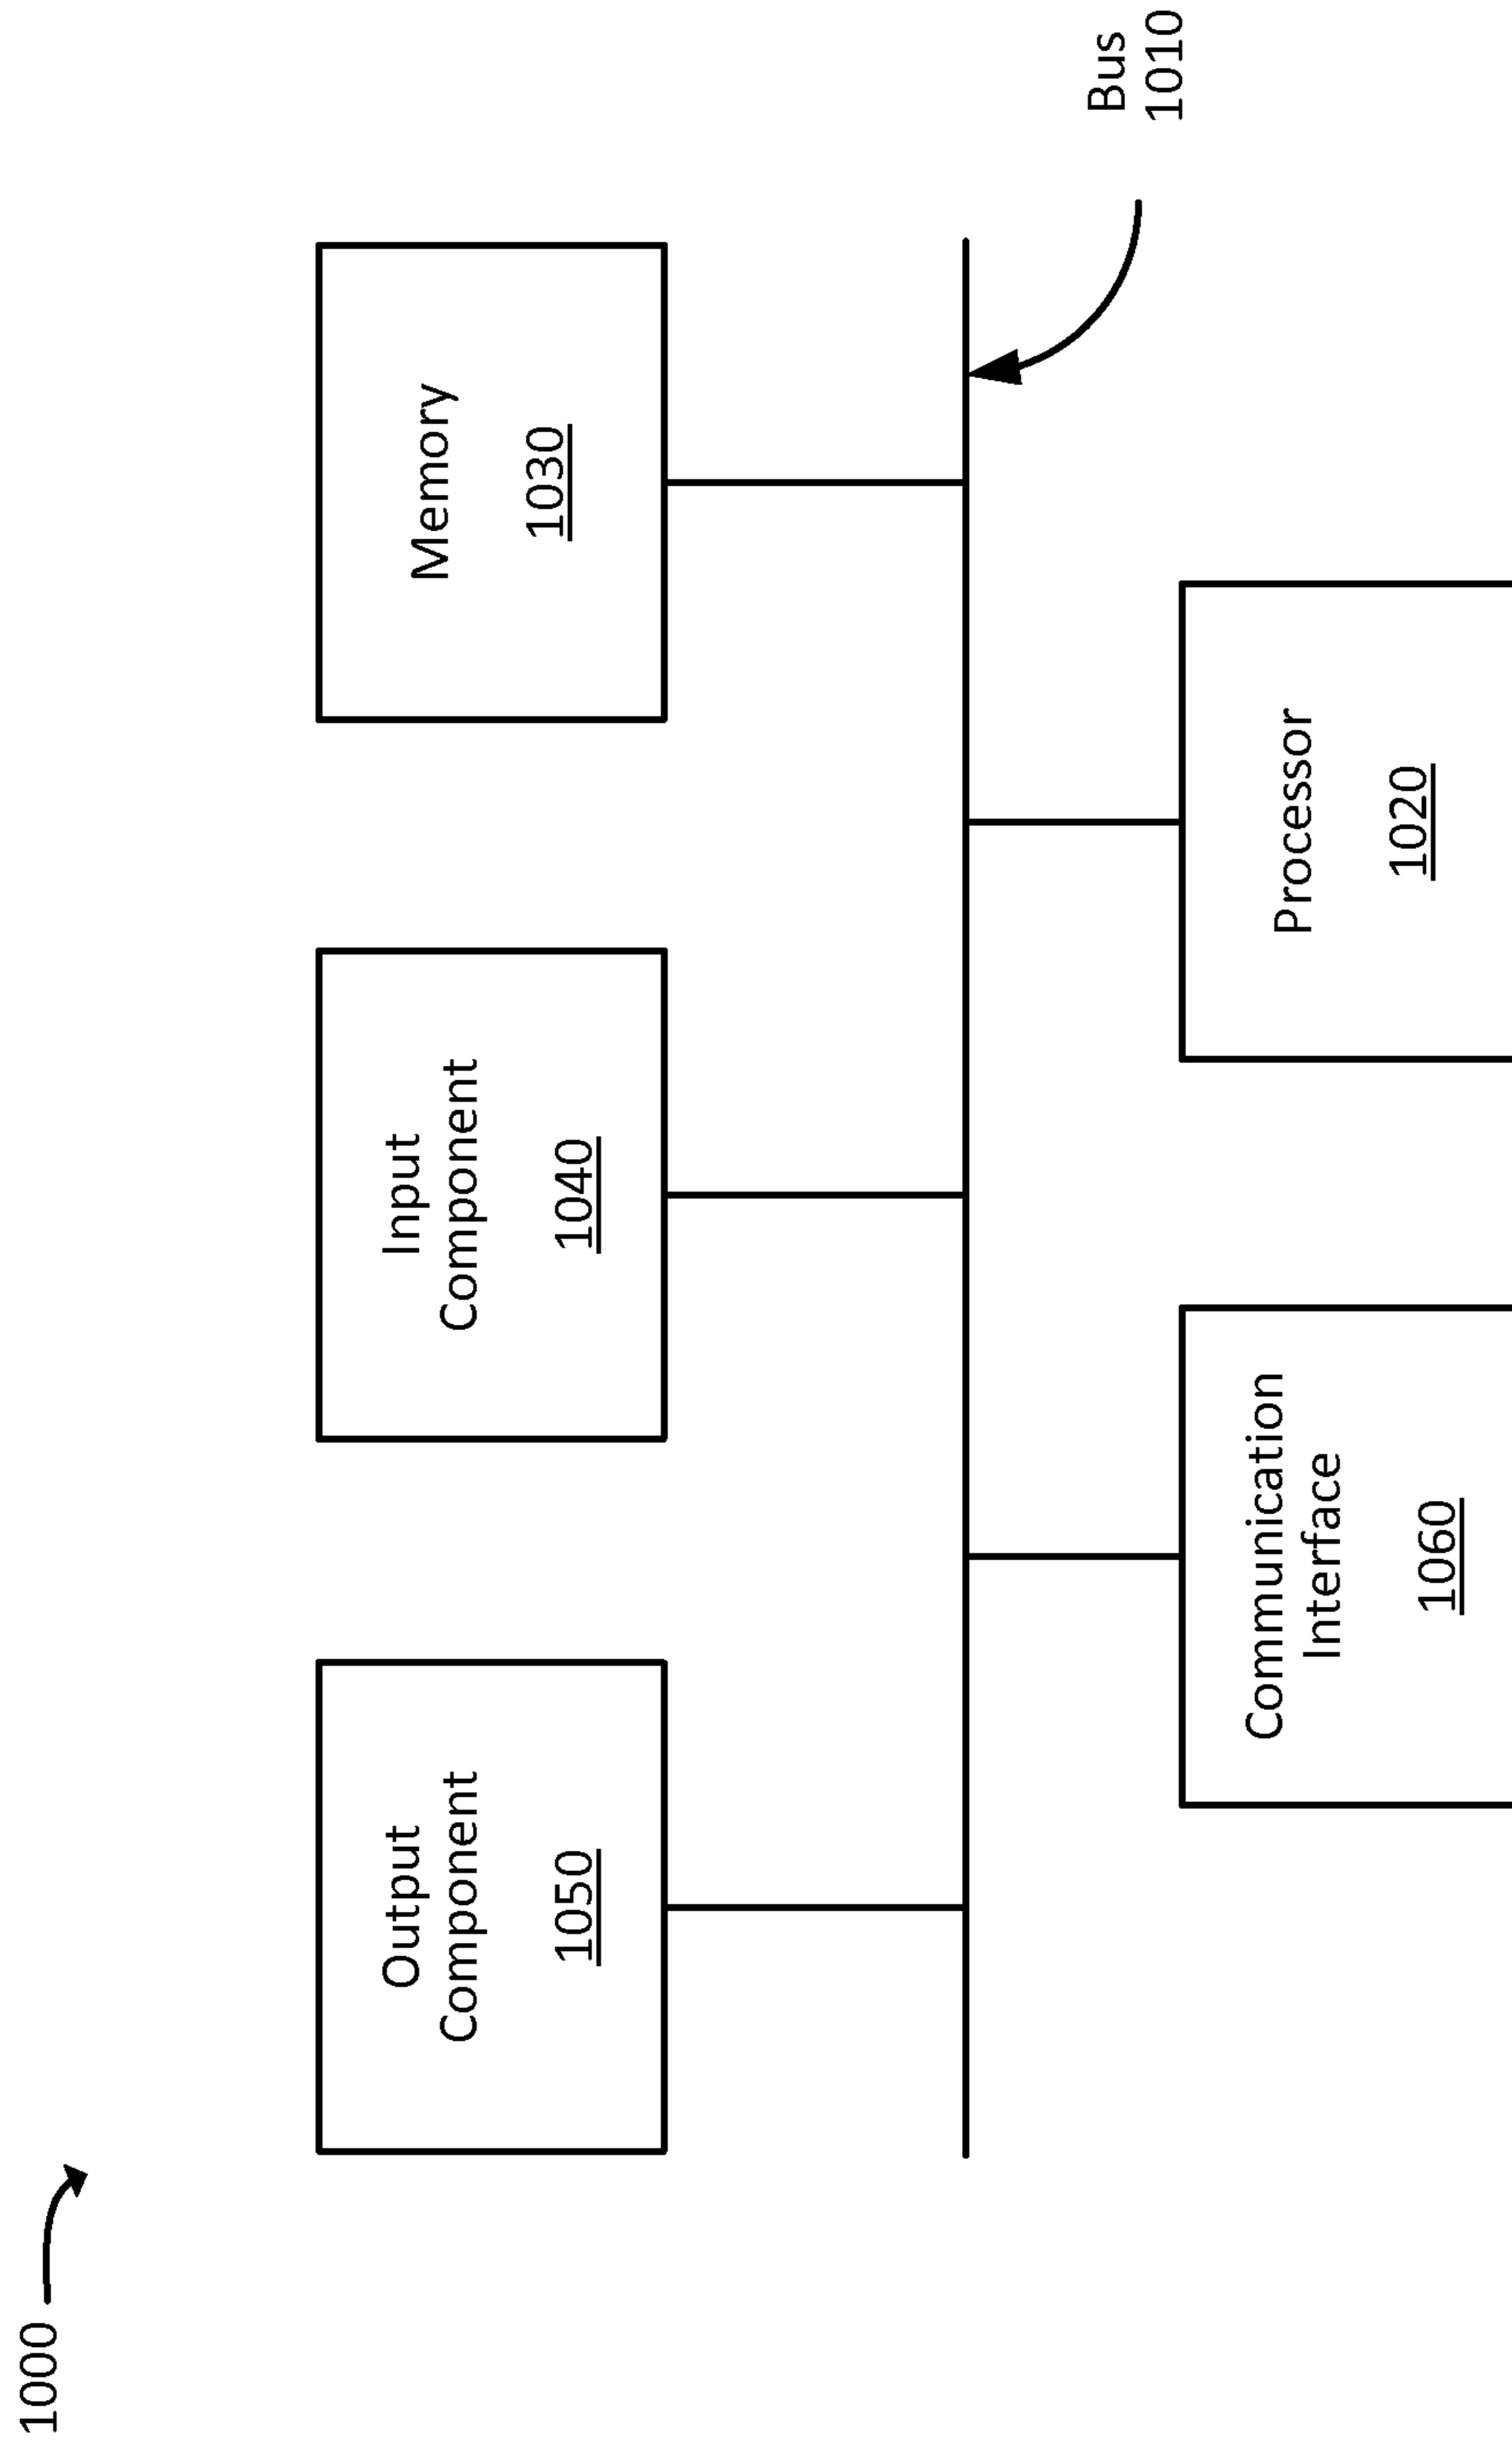 1000
Output
Component
1050
Input
Component
1040
Memory
1030
Bus
1010
Communication
Interface
1060
Processor
1020